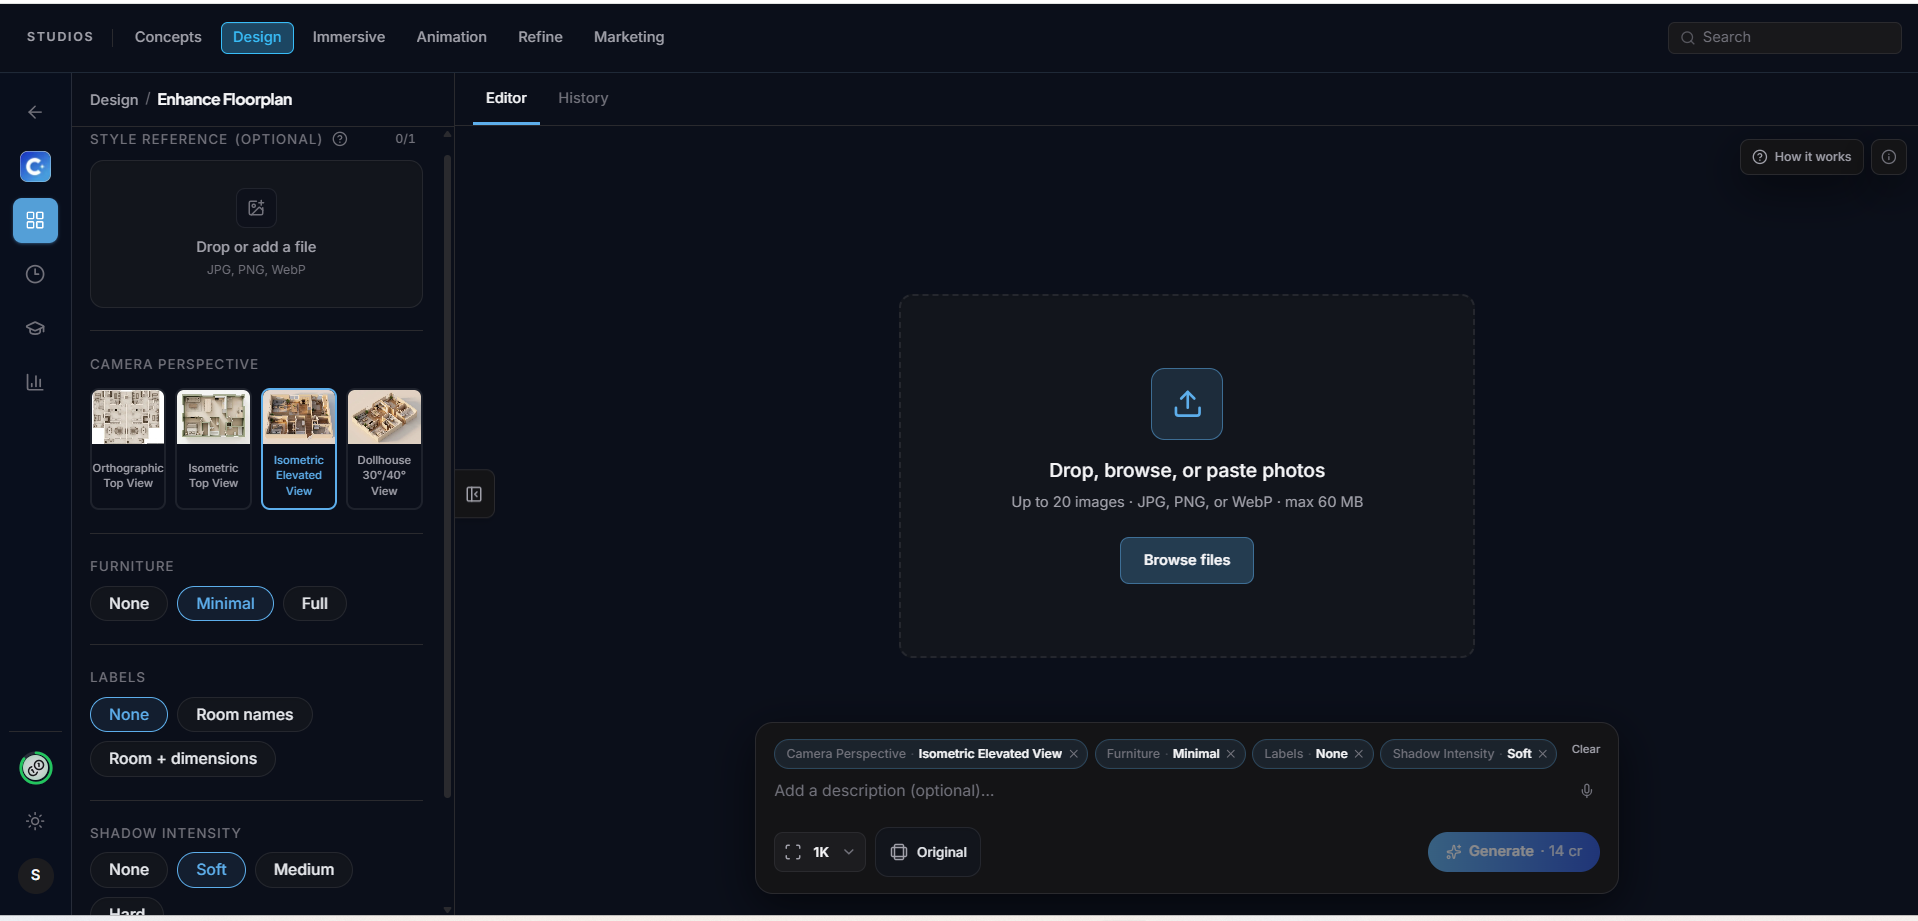 STUDIOS
Concepts
Design
Immersive
Animation
Refine
Marketing
Search
Design / Enhance Floorplan
STYLE REFERENCE (OPTIONAL)
0/1
Drop or add a file
JPG, PNG, WebP
CAMERA PERSPECTIVE
Orthographic
Top View
Isometric
Top View
Isometric
Elevated
View
Dollhouse
30°/40°
View
FURNITURE
None
Minimal
Full
LABELS
None
Room names
Room + dimensions
SHADOW INTENSITY
None
Soft
Medium
Hard
S
Editor
History
How it works
Drop, browse, or paste photos
Up to 20 images · JPG, PNG, or WebP · max 60 MB
Browse files
Camera Perspective · Isometric Elevated View
Furniture · Minimal
Labels · None
Shadow Intensity · Soft
Clear
Add a description (optional)...
1K
Original
Generate · 14 cr